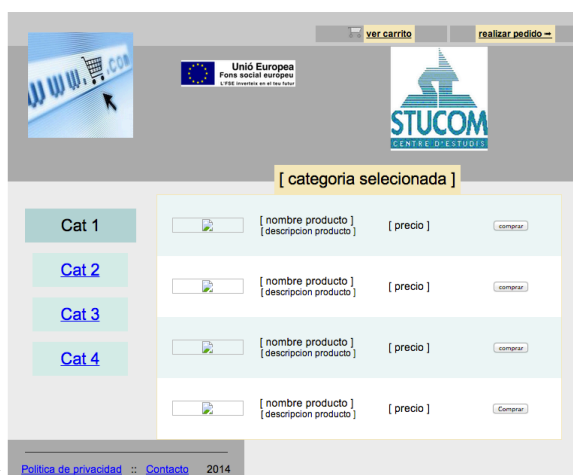 ver carrito
realizar pedido →
www. .com
Unió Europea
Fons social europeu
L'FSE inverteix en el teu futur
STUCOM
CENTRE D'ESTUDIS
[ categoria selecionada ]
Cat 1
Cat 2
Cat 3
Cat 4
[ nombre producto ]
[ descripcion producto ]
[ precio ]
comprar
[ nombre producto ]
[ descripcion producto ]
[ precio ]
comprar
[ nombre producto ]
[ descripcion producto ]
[ precio ]
comprar
[ nombre producto ]
[ descripcion producto ]
[ precio ]
Comprar
Politica de privacidad :: Contacto 2014